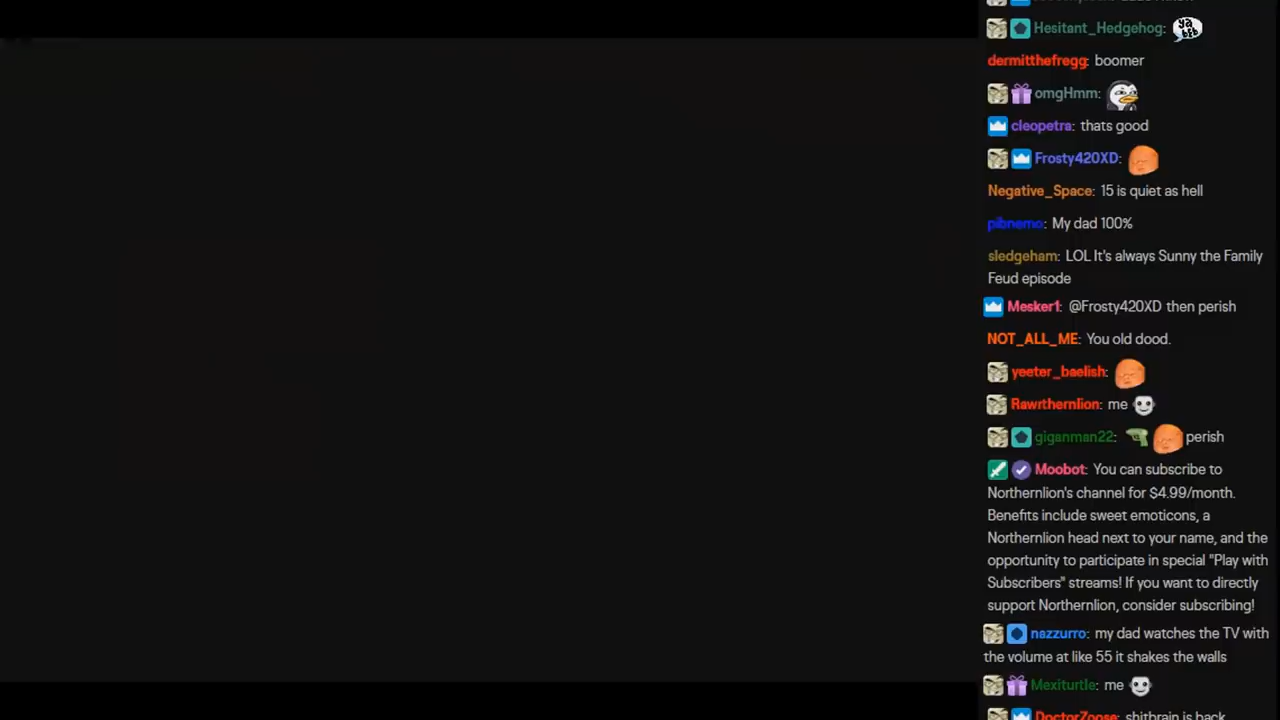 Hesitant_Hedgehog:
dermitthefregg: boomer
omgHmm:
cleopetra: thats good
Frosty420XD:
Negative_Space: 15 is quiet as hell
pibnemo: My dad 100%
sledgeham: LOL It's always Sunny the Family
Feud episode
Mesker1: @Frosty420XD then perish
NOT_ALL_ME: You old dood.
yeeter_baelish:
Rawrthernlion: me
giganman22: perish
Moobot: You can subscribe to
Northernlion's channel for $4.99/month.
Benefits include sweet emoticons, a
Northernlion head next to your name, and the
opportunity to participate in special "Play with
Subscribers" streams! If you want to directly
support Northernlion, consider subscribing!
nazzurro: my dad watches the TV with
the volume at like 55 it shakes the walls
Mexiturtle: me
DoctorZoose: shitbrain is back